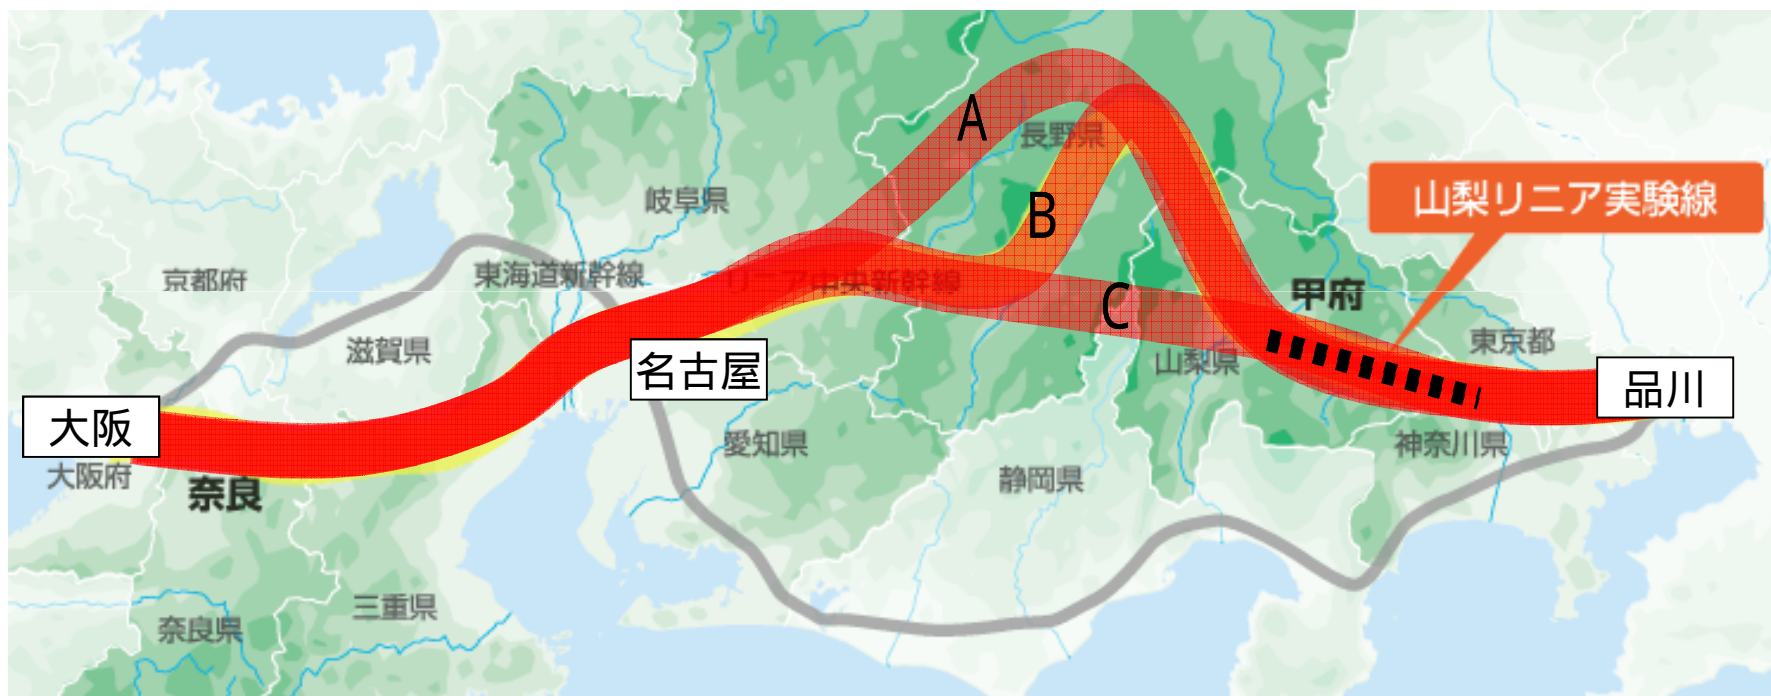 A
長野県
山梨リニア実験線
岐阜県
B
東海道新幹線
京都府
リニア中央新幹線
甲府
C
滋賀県
東京都
山梨県
名古屋
品川
大阪
愛知県
神奈川県
大阪府
静岡県
奈良
三重県
奈良県